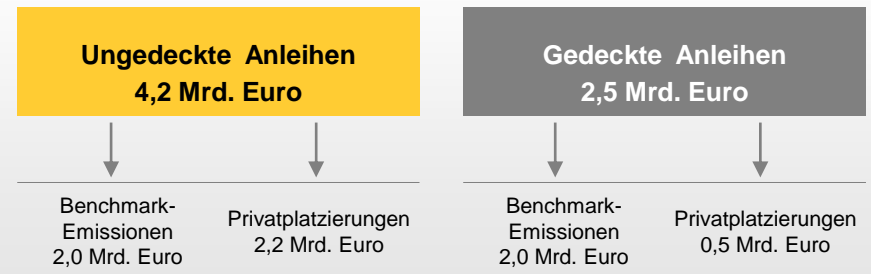 Ungedeckte Anleihen
4,2 Mrd. Euro
Gedeckte Anleihen
2,5 Mrd. Euro
Benchmark-
Emissionen
2,0 Mrd. Euro
Privatplatzierungen
2,2 Mrd. Euro
Benchmark-
Emissionen
2,0 Mrd. Euro
Privatplatzierungen
0,5 Mrd. Euro